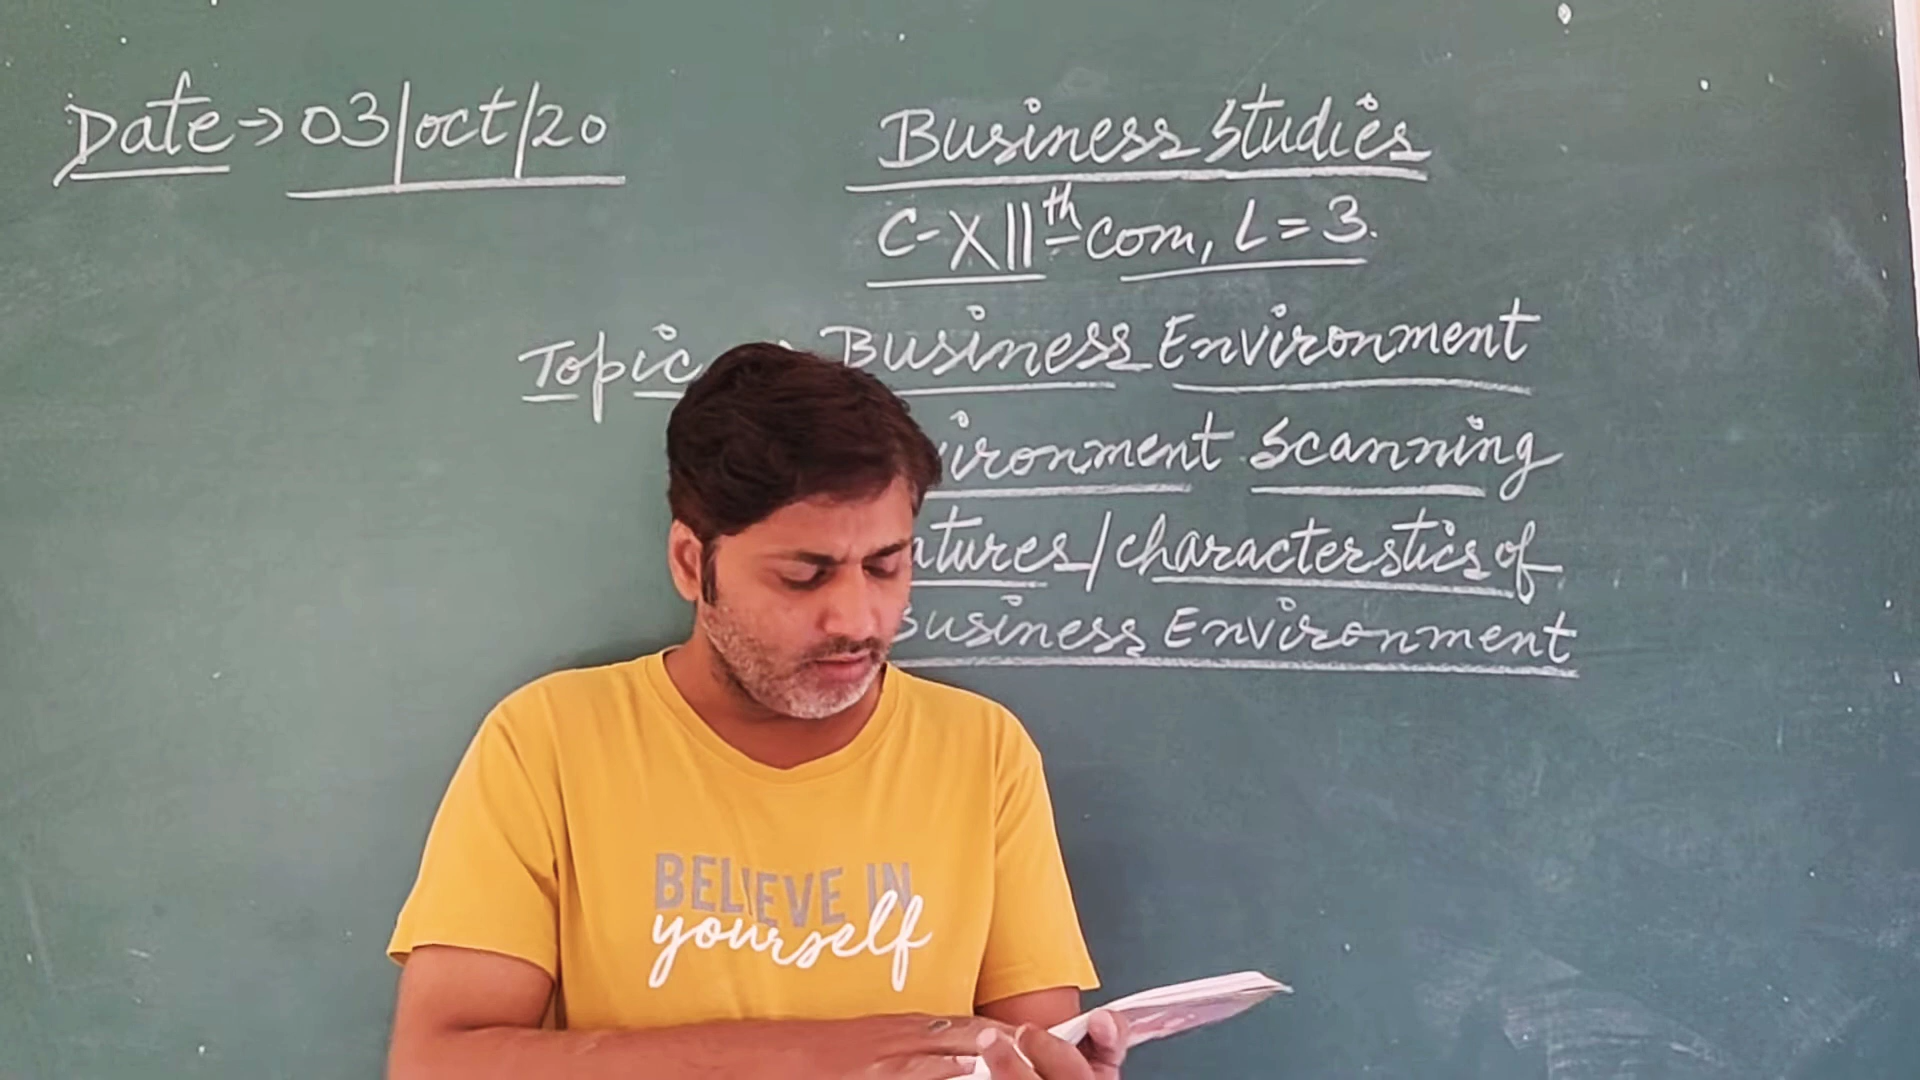 Date→ 03/oct/20
Business Studies
C-XIIth com, L=3.
Topic Business Environment
ironment Scanning
atures/characterstics of
Business Environment
BELIEVE IN
yourself